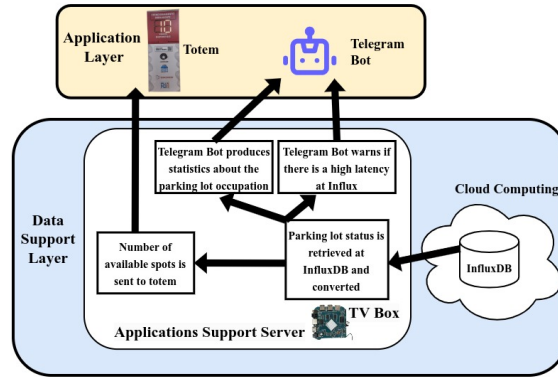 Application
Layer
Totem
10
Telegram
Bot
Telegram Bot produces
statistics about the
parking lot occupation
Telegram Bot warns if
there is a high latency
at Influx
Cloud Computing
Data
Support
Layer
Number of
available spots is
sent to totem
Parking lot status is
retrieved at
InfluxDB and
converted
InfluxDB
TV Box
Applications Support Server